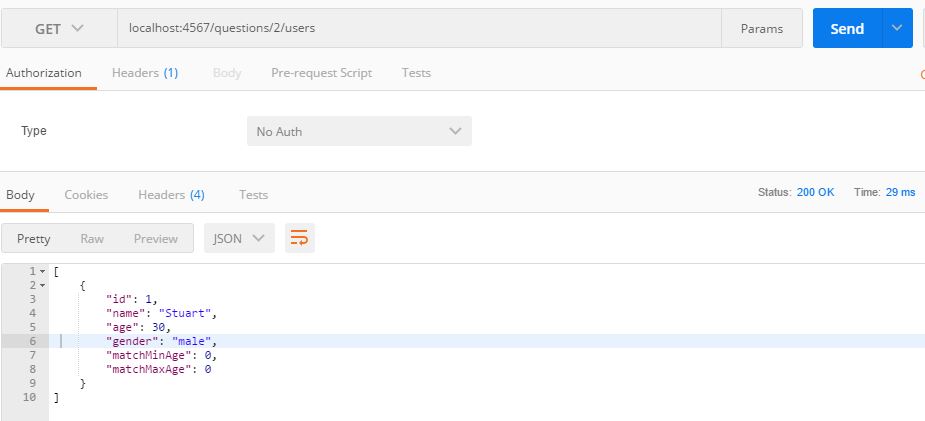 GET localhost:4567/questions/2/users Params Send
Authorization Headers (1) Body Pre-request Script Tests
Type No Auth
Body Cookies Headers (4) Tests Status: 200 OK Time: 29 ms
Pretty Raw Preview JSON
1 [
2 {
3 "id": 1,
4 "name": "Stuart",
5 "age": 30,
6 "gender": "male",
7 "matchMinAge": 0,
8 "matchMaxAge": 0
9 }
10 ]